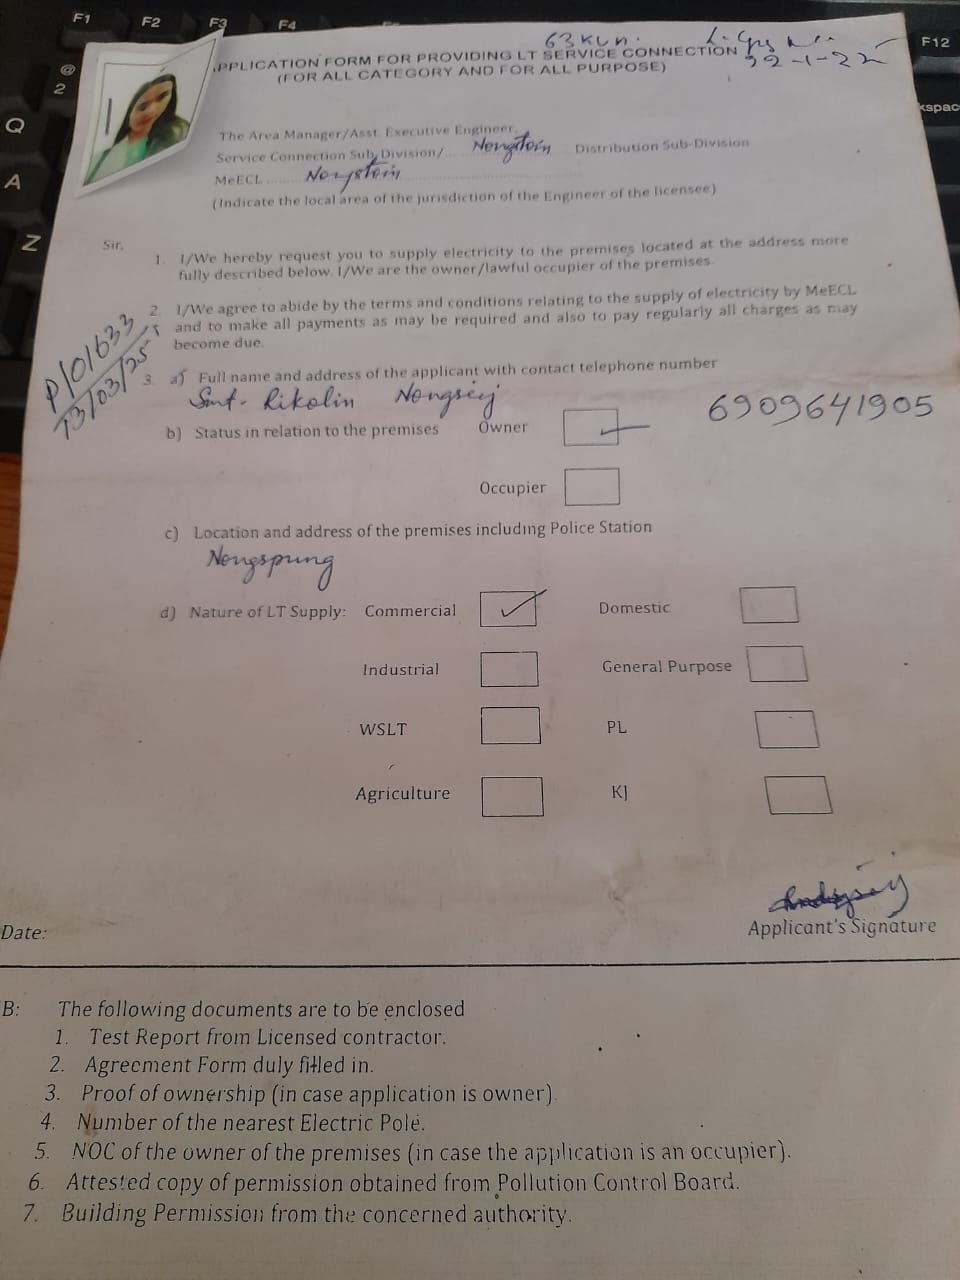 F1 F2 F3 F4 F12
@
2
Q
A
Z
63
22-1-22
PPLICATION FORM FOR PROVIDING LT SERVICE CONNECTION
(FOR ALL CATEGORY AND FOR ALL PURPOSE)
The Area Manager/Asst. Executive Engineer,
Service Connection Sub Division/.... Nongstoin Distribution Sub-Division
MeECL ......... Nongstoin
(Indicate the local area of the jurisdiction of the Engineer of the licensee)
Sir,
1. I/We hereby request you to supply electricity to the premises located at the address more
fully described below. I/We are the owner/lawful occupier of the premises.
2. I/We agree to abide by the terms and conditions relating to the supply of electricity by MeECL
and to make all payments as may be required and also to pay regularly all charges as may
become due.
P/01633
13/03/25
3. a) Full name and address of the applicant with contact telephone number
Smt. Rikolin Nongsiej
6909641905
b) Status in relation to the premises Owner
Occupier
c) Location and address of the premises including Police Station
Nongspung
d) Nature of LT Supply: Commercial Domestic
Industrial General Purpose
WSLT PL
Agriculture KJ
Date:
Applicant's Signature
B: The following documents are to be enclosed
1. Test Report from Licensed contractor.
2. Agreement Form duly filled in.
3. Proof of ownership (in case application is owner).
4. Number of the nearest Electric Pole.
5. NOC of the owner of the premises (in case the application is an occupier).
6. Attested copy of permission obtained from Pollution Control Board.
7. Building Permission from the concerned authority.